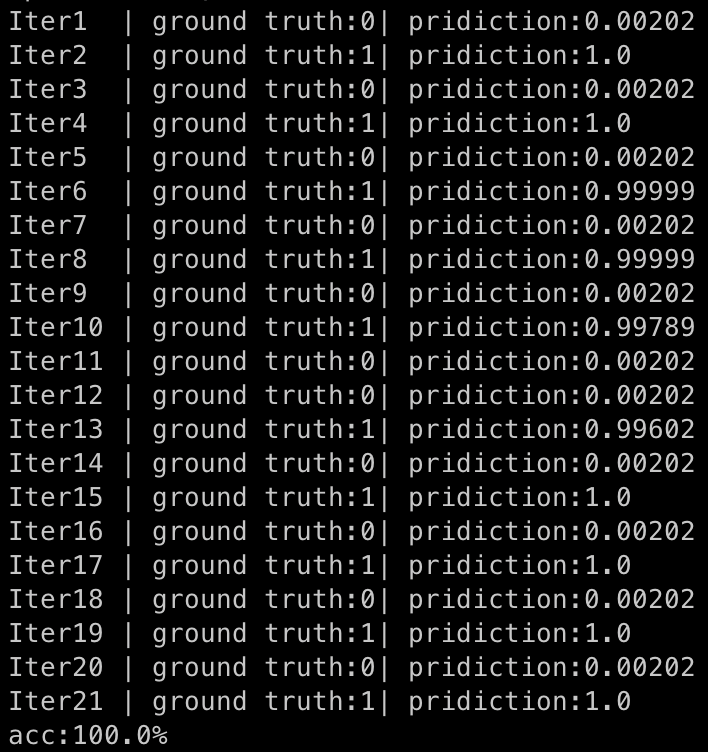 Iter1  | ground truth:0| pridiction:0.00202
Iter2  | ground truth:1| pridiction:1.0
Iter3  | ground truth:0| pridiction:0.00202
Iter4  | ground truth:1| pridiction:1.0
Iter5  | ground truth:0| pridiction:0.00202
Iter6  | ground truth:1| pridiction:0.99999
Iter7  | ground truth:0| pridiction:0.00202
Iter8  | ground truth:1| pridiction:0.99999
Iter9  | ground truth:0| pridiction:0.00202
Iter10 | ground truth:1| pridiction:0.99789
Iter11 | ground truth:0| pridiction:0.00202
Iter12 | ground truth:0| pridiction:0.00202
Iter13 | ground truth:1| pridiction:0.99602
Iter14 | ground truth:0| pridiction:0.00202
Iter15 | ground truth:1| pridiction:1.0
Iter16 | ground truth:0| pridiction:0.00202
Iter17 | ground truth:1| pridiction:1.0
Iter18 | ground truth:0| pridiction:0.00202
Iter19 | ground truth:1| pridiction:1.0
Iter20 | ground truth:0| pridiction:0.00202
Iter21 | ground truth:1| pridiction:1.0
acc:100.0%